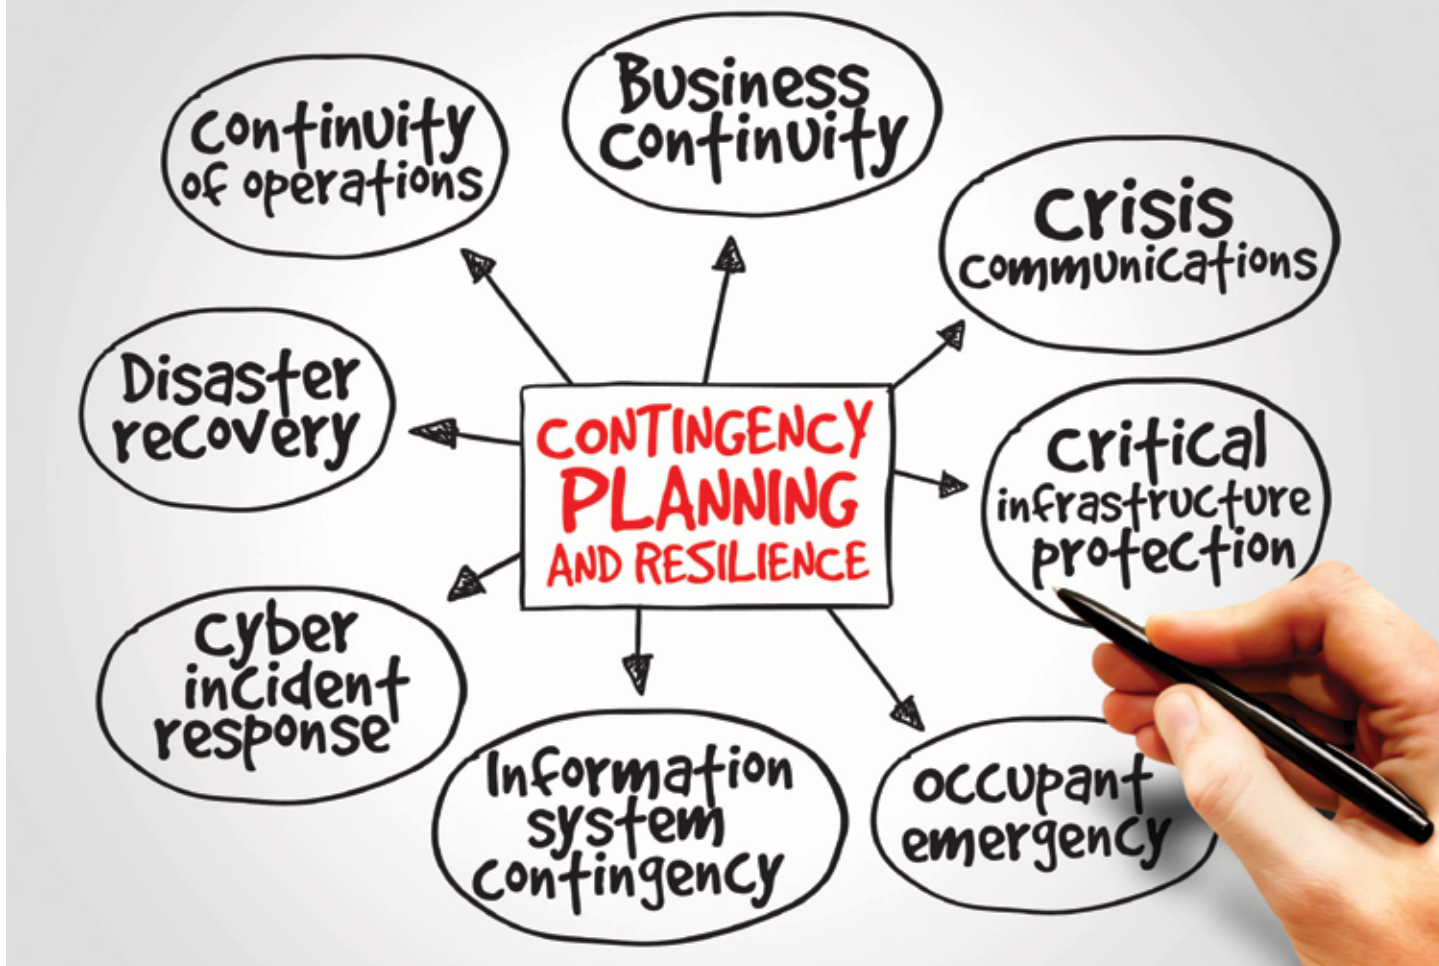 Business
continuity
Continuity
of operations
crisis
communications
Disaster
recovery
CONTINGENCY
PLANNING
AND RESILIENCE
critical
infrastructure
protection
cyber
incident
response
Information
system
contingency
occupant
emergency